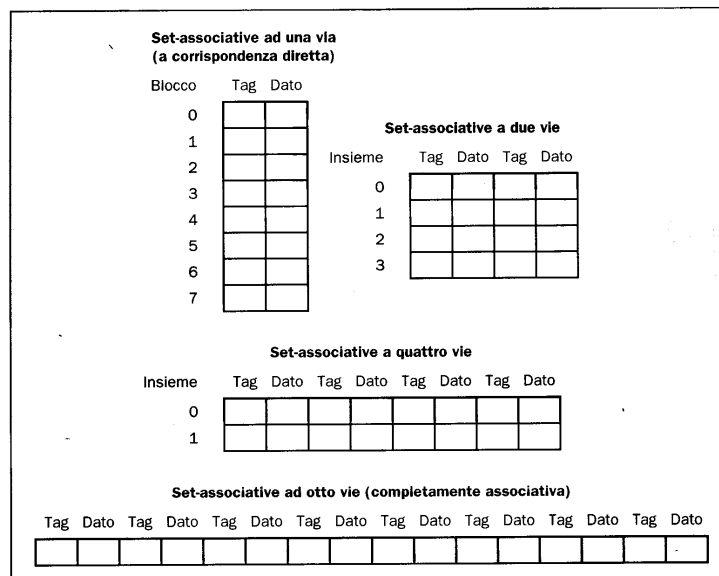 Set-associative ad una via
(a corrispondenza diretta)
Blocco Tag Dato
0
1
2
3
4
5
6
7
Set-associative a due vie
Insieme Tag Dato Tag Dato
0
1
2
3
Set-associative a quattro vie
Insieme Tag Dato Tag Dato Tag Dato Tag Dato
0
1
Set-associative ad otto vie (completamente associativa)
Tag Dato Tag Dato Tag Dato Tag Dato Tag Dato Tag Dato Tag Dato Tag Dato